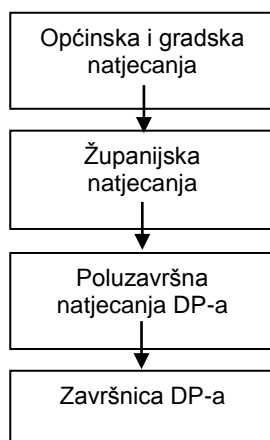 Općinska i gradska
natjecanja
Županijska
natjecanja
Poluzavršna
natjecanja DP-a
Završnica DP-a